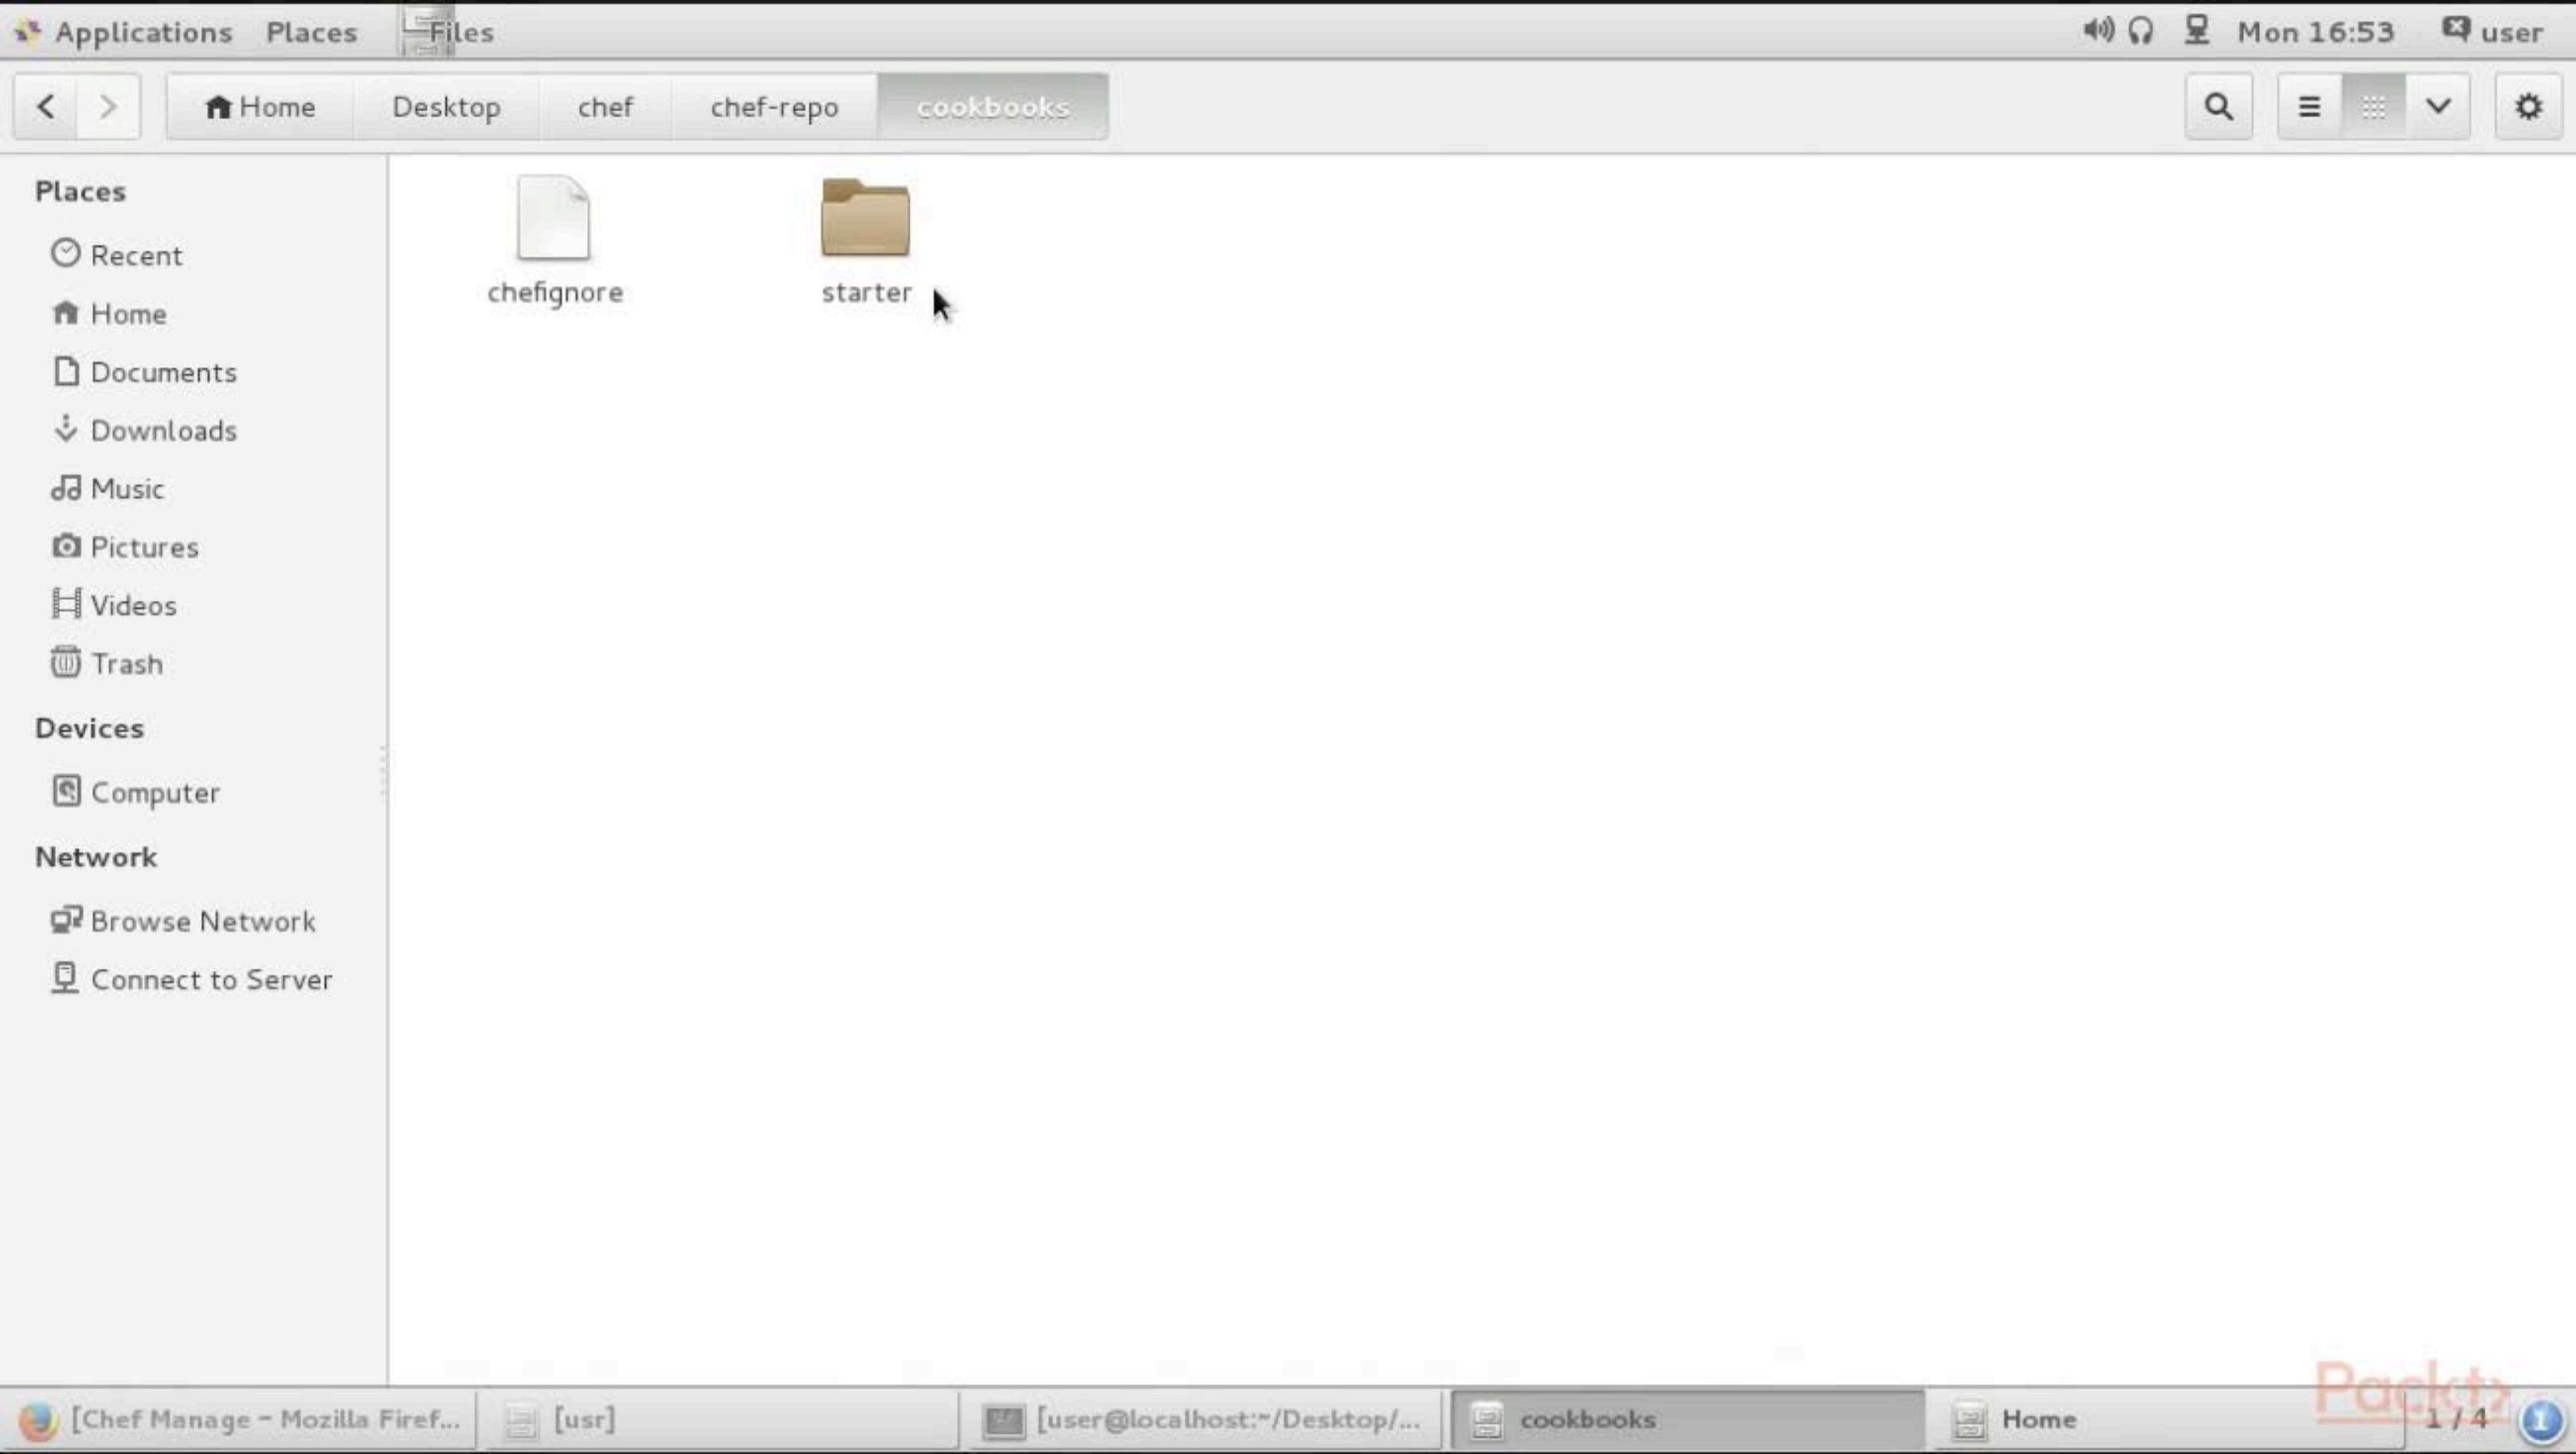 Applications Places Files Mon 16:53 user
Home Desktop chef chef-repo cookbooks
Places
Recent
Home
Documents
Downloads
Music
Pictures
Videos
Trash
Devices
Computer
Network
Browse Network
Connect to Server
chefignore starter
Packt>
[Chef Manage - Mozilla Firef... [usr] [user@localhost:~/Desktop/... cookbooks Home 1 / 4 1